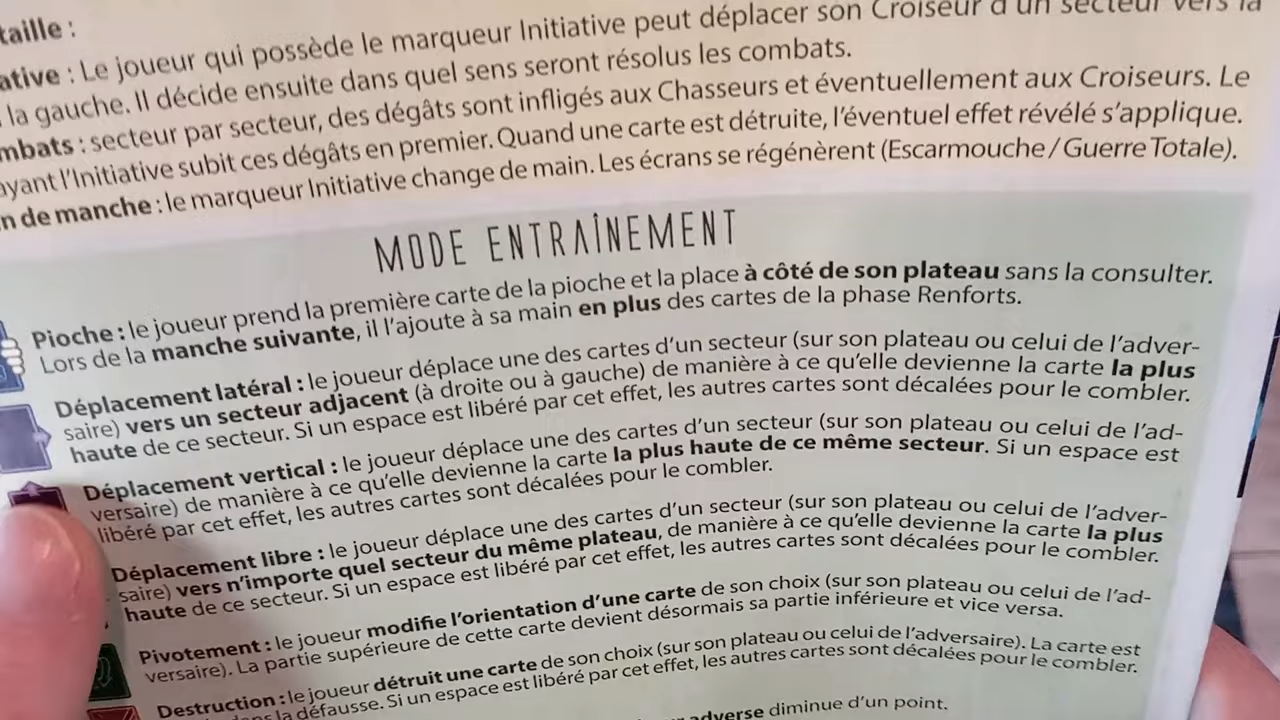 taille :
ative : Le joueur qui possède le marqueur Initiative peut déplacer son Croiseur d'un secteur vers la
la gauche. Il décide ensuite dans quel sens seront résolus les combats.
mbats : secteur par secteur, des dégâts sont infligés aux Chasseurs et éventuellement aux Croiseurs. Le
ayant l'Initiative subit ces dégâts en premier. Quand une carte est détruite, l'éventuel effet révélé s'applique.
n de manche : le marqueur Initiative change de main. Les écrans se régénèrent (Escarmouche / Guerre Totale).
MODE ENTRAÎNEMENT
Pioche : le joueur prend la première carte de la pioche et la place à côté de son plateau sans la consulter.
Lors de la manche suivante, il l'ajoute à sa main en plus des cartes de la phase Renforts.
Déplacement latéral : le joueur déplace une des cartes d'un secteur (sur son plateau ou celui de l'adver-
saire) vers un secteur adjacent (à droite ou à gauche) de manière à ce qu'elle devienne la carte la plus
haute de ce secteur. Si un espace est libéré par cet effet, les autres cartes sont décalées pour le combler.
Déplacement vertical : le joueur déplace une des cartes d'un secteur (sur son plateau ou celui de l'ad-
versaire) de manière à ce qu'elle devienne la carte la plus haute de ce même secteur. Si un espace est
libéré par cet effet, les autres cartes sont décalées pour le combler.
Déplacement libre : le joueur déplace une des cartes d'un secteur (sur son plateau ou celui de l'adver-
saire) vers n'importe quel secteur du même plateau, de manière à ce qu'elle devienne la carte la plus
haute de ce secteur. Si un espace est libéré par cet effet, les autres cartes sont décalées pour le combler.
Pivotement : le joueur modifie l'orientation d'une carte de son choix (sur son plateau ou celui de l'ad-
versaire). La partie supérieure de cette carte devient désormais sa partie inférieure et vice versa.
Destruction : le joueur détruit une carte de son choix (sur son plateau ou celui de l'adversaire). La carte est
dans la défausse. Si un espace est libéré par cet effet, les autres cartes sont décalées pour le combler.
adverse diminue d'un point.